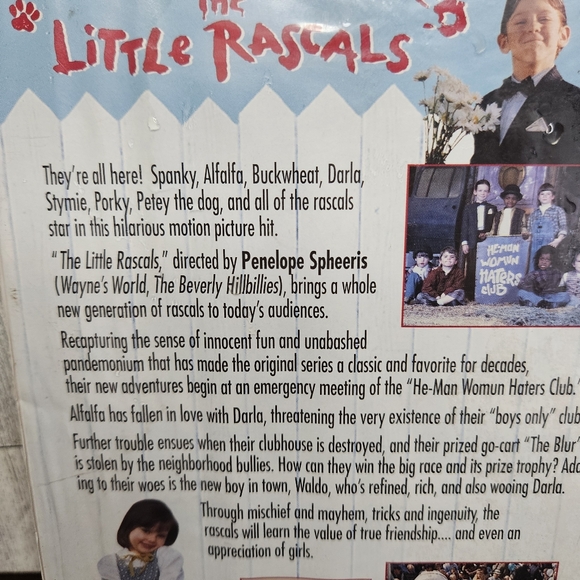 THE
LiTTLE RASCALS
They're all here! Spanky, Alfalfa, Buckwheat, Darla,
Stymie, Porky, Petey the dog, and all of the rascals
star in this hilarious motion picture hit.
"The Little Rascals," directed by Penelope Spheeris
(Wayne's World, The Beverly Hillbillies), brings a whole
new generation of rascals to today's audiences.
Recapturing the sense of innocent fun and unabashed
pandemonium that has made the original series a classic and favorite for decades,
their new adventures begin at an emergency meeting of the "He-Man Womun Haters Club."
Alfalfa has fallen in love with Darla, threatening the very existence of their "boys only" club
Further trouble ensues when their clubhouse is destroyed, and their prized go-cart "The Blur"
is stolen by the neighborhood bullies. How can they win the big race and its prize trophy? Add
ing to their woes is the new boy in town, Waldo, who's refined, rich, and also wooing Darla.
Through mischief and mayhem, tricks and ingenuity, the
rascals will learn the value of true friendship.... and even an
appreciation of girls.
HE-MAN
WOMUN
HATERS
CLUB